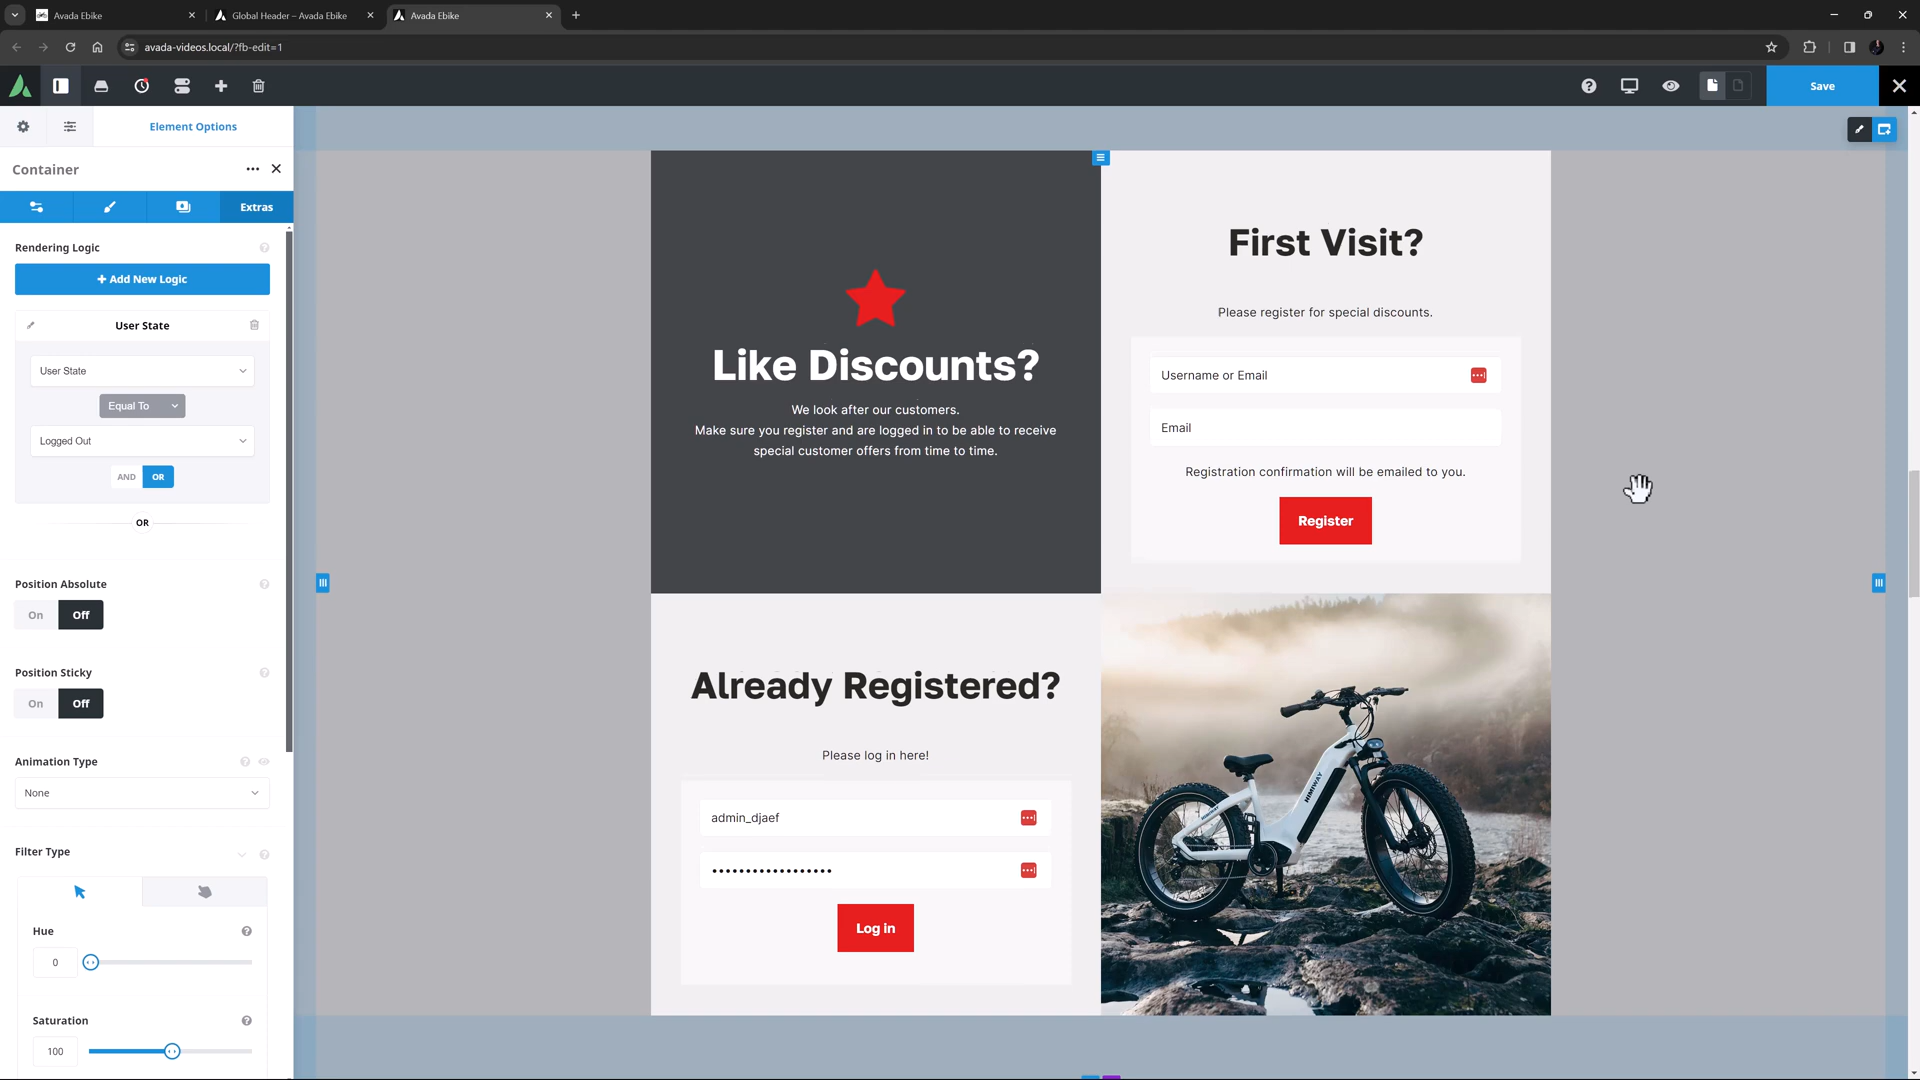 Avada Ebike
Global Header – Avada Ebike
Avada Ebike
avada-videos.local/?fb-edit=1
Save
Element Options
Container
Extras
Rendering Logic
+ Add New Logic
User State
User State
Equal To
Logged Out
AND OR
OR
Position Absolute
On Off
Position Sticky
On Off
Animation Type
None
Filter Type
Hue
0
Saturation
100
Like Discounts?
We look after our customers.
Make sure you register and are logged in to be able to receive
special customer offers from time to time.
First Visit?
Please register for special discounts.
Username or Email
Email
Registration confirmation will be emailed to you.
Register
Already Registered?
Please log in here!
admin_djaef
••••••••••••••••••
Log in
HIMIWAY